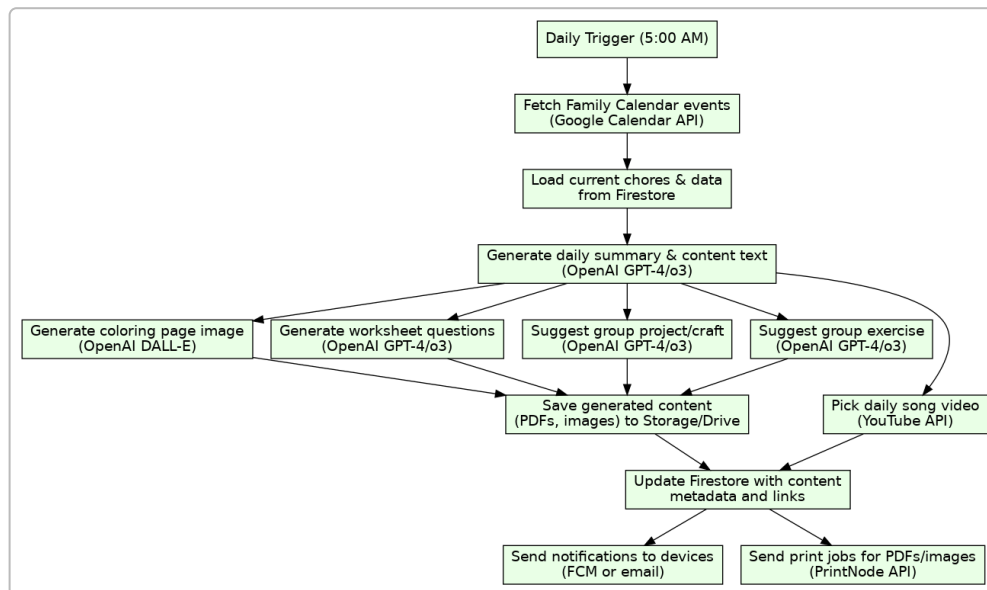 Daily Trigger (5:00 AM)
Fetch Family Calendar events
(Google Calendar API)
Load current chores & data
from Firestore
Generate daily summary & content text
(OpenAI GPT-4/o3)
Generate coloring page image
(OpenAI DALL-E)
Generate worksheet questions
(OpenAI GPT-4/o3)
Suggest group project/craft
(OpenAI GPT-4/o3)
Suggest group exercise
(OpenAI GPT-4/o3)
Save generated content
(PDFs, images) to Storage/Drive
Pick daily song video
(YouTube API)
Update Firestore with content
metadata and links
Send notifications to devices
(FCM or email)
Send print jobs for PDFs/images
(PrintNode API)